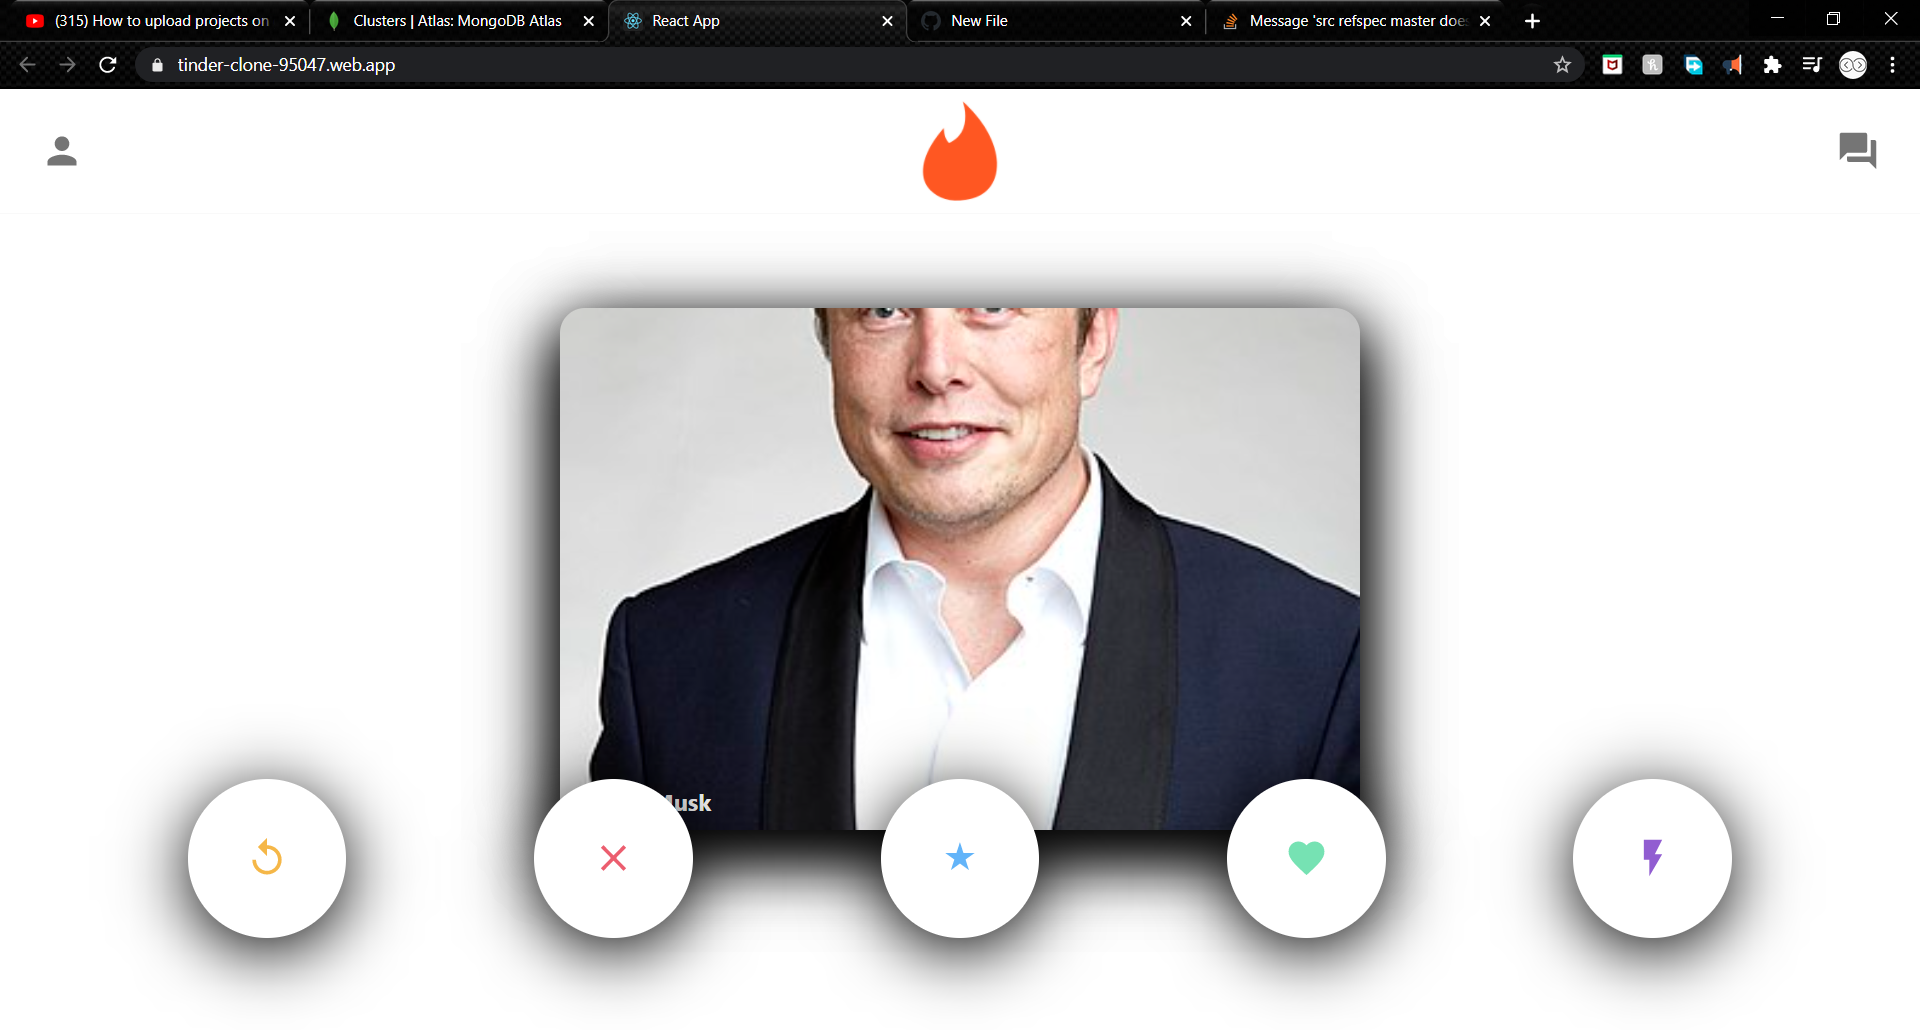 (315) How to upload projects on
Clusters | Atlas: MongoDB Atlas
React App
New File
Message 'src refspec master doe
tinder-clone-95047.web.app
usk